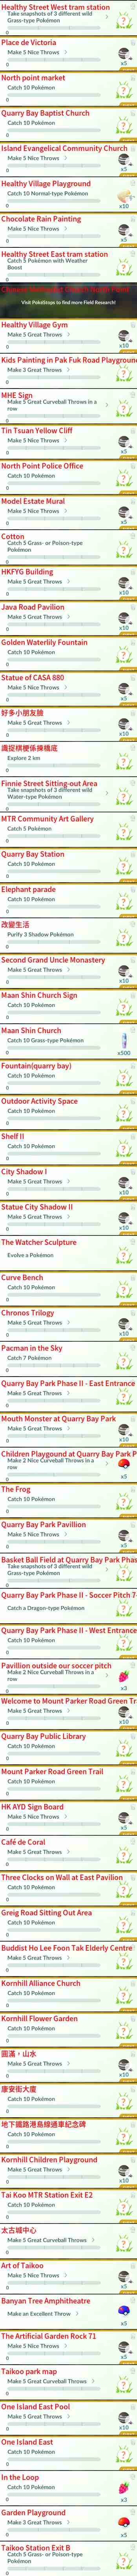 Healthy Street West tram station
Take snapshots of 3 different wild
Grass-type Pokémon
0
Place de Victoria
Make 5 Nice Throws
0
x5
North point market
Catch 10 Pokémon
0
Quarry Bay Baptist Church
Catch 10 Pokémon
0
Island Evangelical Community Church
Make 5 Nice Throws
0
x5
Healthy Village Playground
Catch 10 Normal-type Pokémon
0
x10
Chocolate Rain Painting
Make 5 Nice Throws
0
x5
Healthy Street East tram station
Catch 5 Pokémon with Weather
Boost
0
Visit PokéStops to find more Field Research!
Healthy Village Gym
Make 5 Great Throws
0
x10
Kids Painting in Pak Fuk Road Playground
Make 3 Great Throws
0
MHE Sign
Make 5 Great Curveball Throws in a
row
0
Tin Tsuan Yellow Cliff
Make 5 Nice Throws
0
x5
North Point Police Office
Catch 10 Pokémon
0
Model Estate Mural
Make 5 Nice Throws
0
x5
Cotton
Catch 5 Grass- or Poison-type
Pokémon
0
HKFYG Building
Make 5 Great Throws
0
x10
Java Road Pavilion
Make 5 Great Throws
0
x10
Golden Waterlily Fountain
Catch 10 Pokémon
0
Statue of CASA 880
Make 5 Nice Throws
0
x5
好多小朋友臉
Make 5 Great Throws
0
x10
識捉棋梗係揀橋底
Explore 2 km
0
Finnie Street Sitting-out Area
Take snapshots of 3 different wild
Water-type Pokémon
0
MTR Community Art Gallery
Catch 5 Pokémon
0
Quarry Bay Station
Catch 10 Pokémon
0
Elephant parade
Catch 10 Pokémon
0
改變生活
Purify 3 Shadow Pokémon
0
Second Grand Uncle Monastery
Make 5 Great Throws
0
x10
Maan Shin Church Sign
Catch 10 Pokémon
0
Maan Shin Church
Catch 10 Grass-type Pokémon
0
x500
Fountain(quarry bay)
Catch 10 Pokémon
0
Outdoor Activity Space
Catch 10 Pokémon
0
Shelf II
Catch 10 Pokémon
0
City Shadow I
Make 5 Great Throws
0
x10
Statue City Shadow II
Make 5 Great Throws
0
x10
The Watcher Sculpture
Evolve a Pokémon
Curve Bench
Catch 10 Pokémon
0
Chronos Trilogy
Make 5 Great Throws
0
x10
Pacman in the Sky
Catch 7 Pokémon
0
Quarry Bay Park Phase II - East Entrance
Make 5 Great Throws
0
x10
Mouth Monster at Quarry Bay Park
Make 5 Great Throws
0
x10
Children Playgound at Quarry Bay Park P
Make 2 Nice Curveball Throws in a
row
0
x5
The Frog
Catch 10 Pokémon
0
Quarry Bay Park Pavillion
Make 5 Nice Throws
0
x5
Basket Ball Field at Quarry Bay Park Phas
Take snapshots of 3 different wild
Grass-type Pokémon
0
Quarry Bay Park Phase II - Soccer Pitch 7-
Catch a Dragon-type Pokémon
Quarry Bay Park Phase II - West Entrance
Catch 10 Pokémon
0
Pavillion outside our soccer pitch
Make 2 Nice Curveball Throws in a
row
0
x3
Welcome to Mount Parker Road Green Tr
Make 5 Great Throws
0
x10
Quarry Bay Public Library
Catch 10 Pokémon
0
Mount Parker Road Green Trail
Catch 10 Pokémon
0
HK AYD Sign Board
Make 5 Nice Throws
0
x5
Café de Coral
Make 5 Great Throws
0
x10
Three Clocks on Wall at East Pavilion
Catch 10 Pokémon
0
Greig Road Sitting Out Area
Catch 10 Pokémon
0
Buddist Ho Lee Foon Tak Elderly Centre
Make 5 Great Throws
0
x10
Kornhill Alliance Church
Catch 10 Pokémon
0
Kornhill Flower Garden
Catch 10 Pokémon
0
圓滿，山水
Make 5 Great Throws
0
x10
康安街大廈
Catch 10 Pokémon
0
地下鐵路港島線通車紀念碑
Catch 10 Pokémon
0
Kornhill Children Playground
Make 5 Great Throws
0
x10
Tai Koo MTR Station Exit E2
Catch 10 Pokémon
0
太古城中心
Make 5 Great Curveball Throws
0
Art of Taikoo
Make 5 Nice Throws
0
x5
Banyan Tree Amphitheatre
Make an Excellent Throw
x5
The Artificial Garden Rock 71
Make 5 Nice Throws
0
x5
Taikoo park map
Make 5 Great Curveball Throws
0
One Island East Pool
Make 5 Great Throws
0
x10
One Island East
Catch 10 Pokémon
0
In the Loop
Catch 10 Pokémon
0
x3
Garden Playground
Make 3 Great Throws
0
x5
Taikoo Station Exit B
Catch 5 Grass- or Poison-type
Pokémon
0